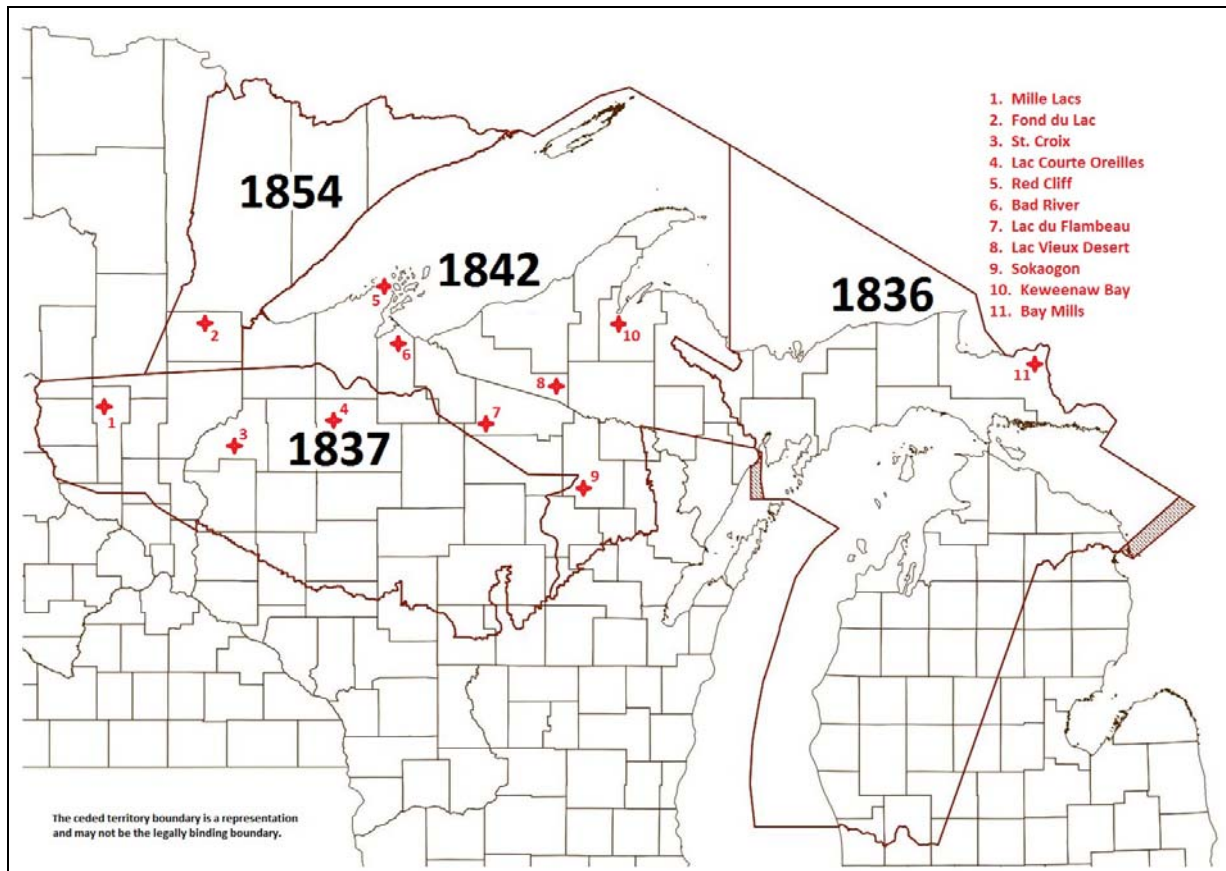 1. Mille Lacs
2. Fond du Lac
3. St. Croix
4. Lac Courte Oreilles
5. Red Cliff
6. Bad River
7. Lac du Flambeau
8. Lac Vieux Desert
9. Sokaogon
10. Keweenaw Bay
11. Bay Mills
1854
1842
1836
1837
5
2
10
6
11
8
1
4
7
3
9
The ceded territory boundary is a representation
and may not be the legally binding boundary.